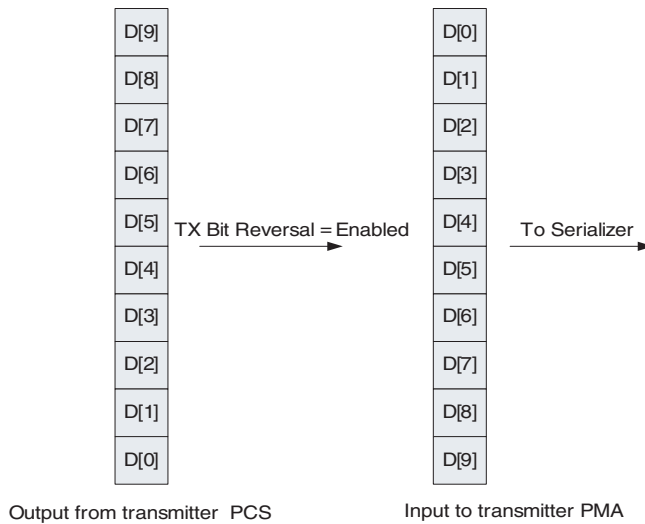 D[9] D[0]
D[8] D[1]
D[7] D[2]
D[6] D[3]
D[5] TX Bit Reversal = Enabled D[4] To Serializer
D[4] D[5]
D[3] D[6]
D[2] D[7]
D[1] D[8]
D[0] D[9]
Output from transmitter PCS Input to transmitter PMA